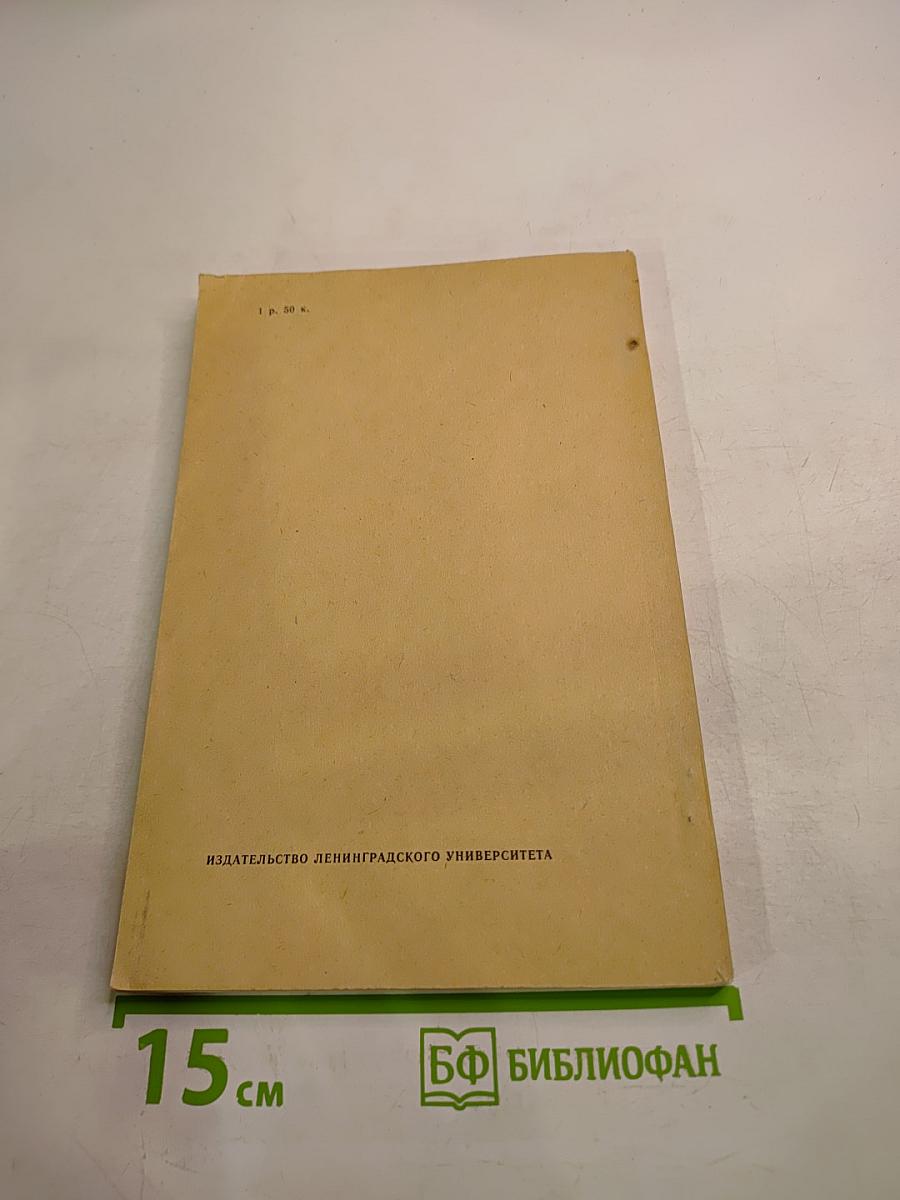 1 р. 50 к.
ИЗДАТЕЛЬСТВО ЛЕНИНГРАДСКОГО УНИВЕРСИТЕТА
15 см
БФ БИБЛИОФАН